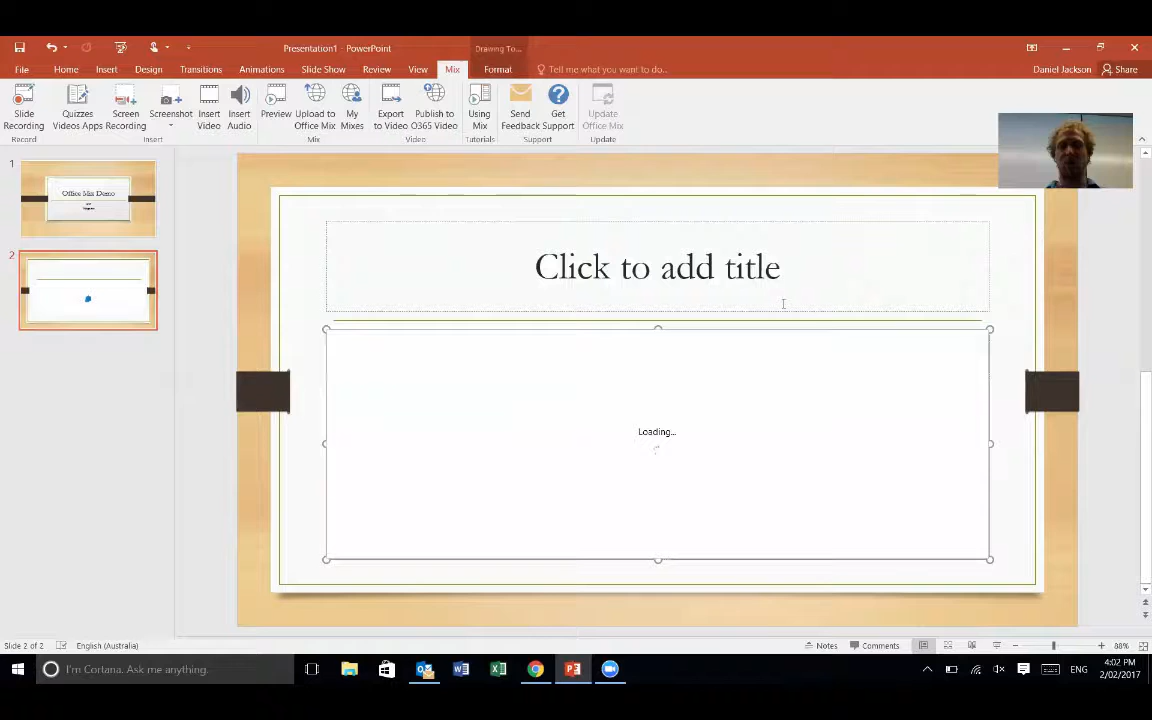 Presentation1 - PowerPoint
Drawing To...
File
Home
Insert
Design
Transitions
Animations
Slide Show
Review
View
Mix
Format
Tell me what you want to do...
Daniel Jackson
Share
Slide
Recording
Quizzes
Videos Apps
Screen
Recording
Screenshot
Insert
Video
Insert
Audio
Preview
Upload to
Office Mix
My
Mixes
Export
to Video
Publish to
O365 Video
Using
Mix
Send
Feedback
Get
Support
Update
Office Mix
Record
Insert
Mix
Video
Tutorials
Support
Update
1
Office Mix Demo
2
Click to add title
Loading...
Slide 2 of 2
English (Australia)
Notes
Comments
88%
I'm Cortana. Ask me anything.
ENG
4:02 PM
2/02/2017